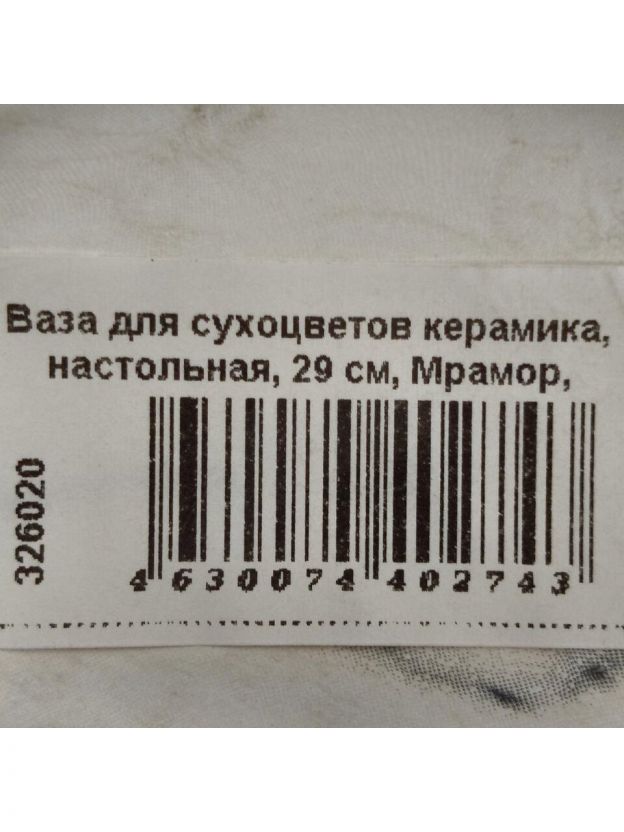 Ваза для сухоцветов керамика,
настольная, 29 см, Мрамор,
326020
4630074402743